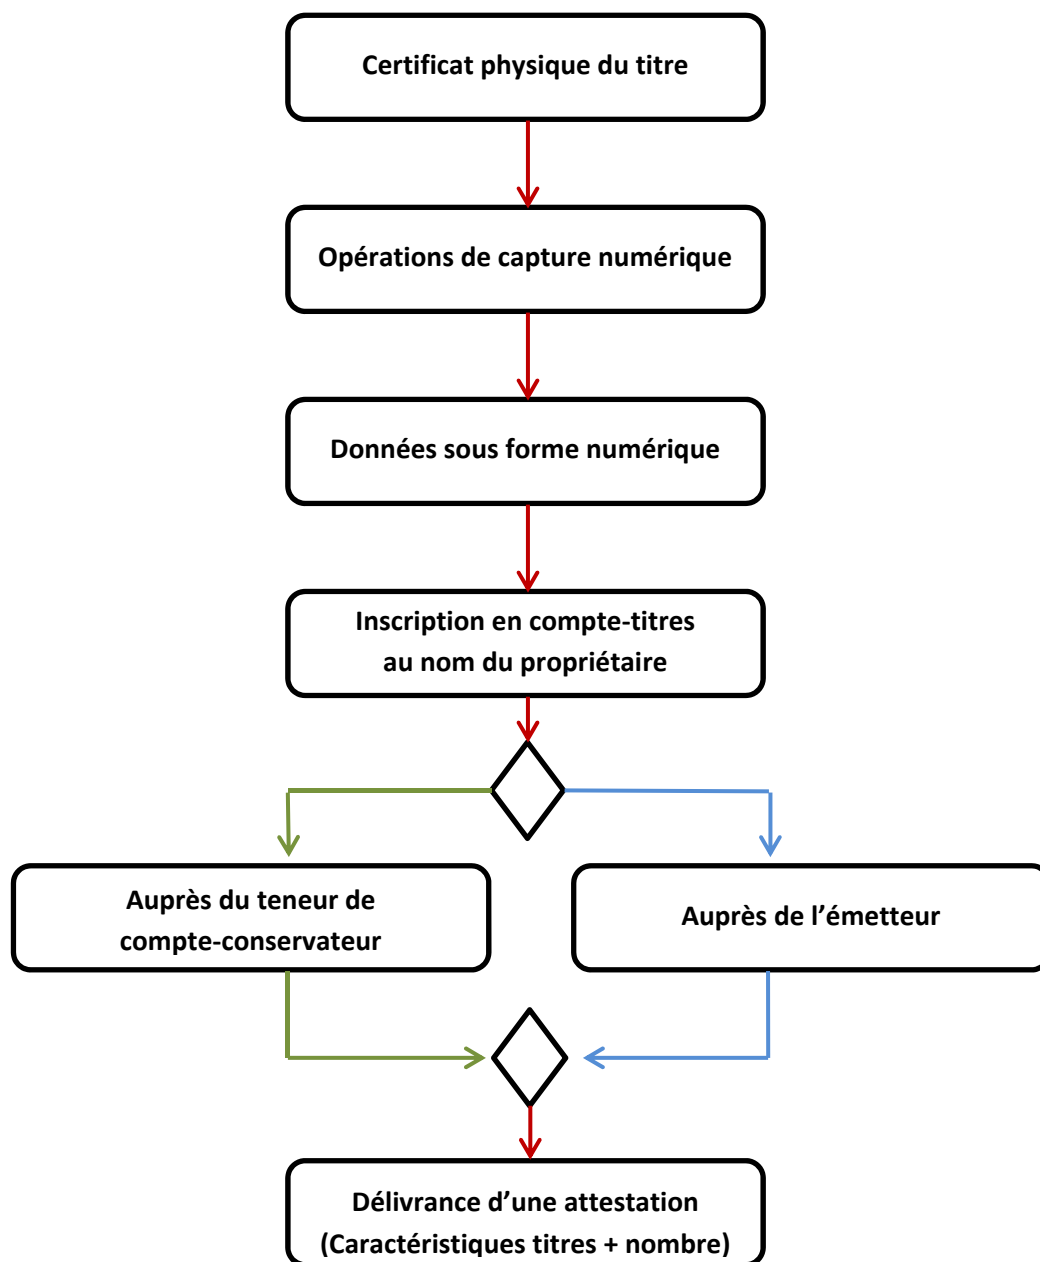 Certificat physique du titre
Opérations de capture numérique
Données sous forme numérique
Inscription en compte-titres
au nom du propriétaire
Auprès du teneur de
compte-conservateur
Auprès de l’émetteur
Délivrance d’une attestation
(Caractéristiques titres + nombre)